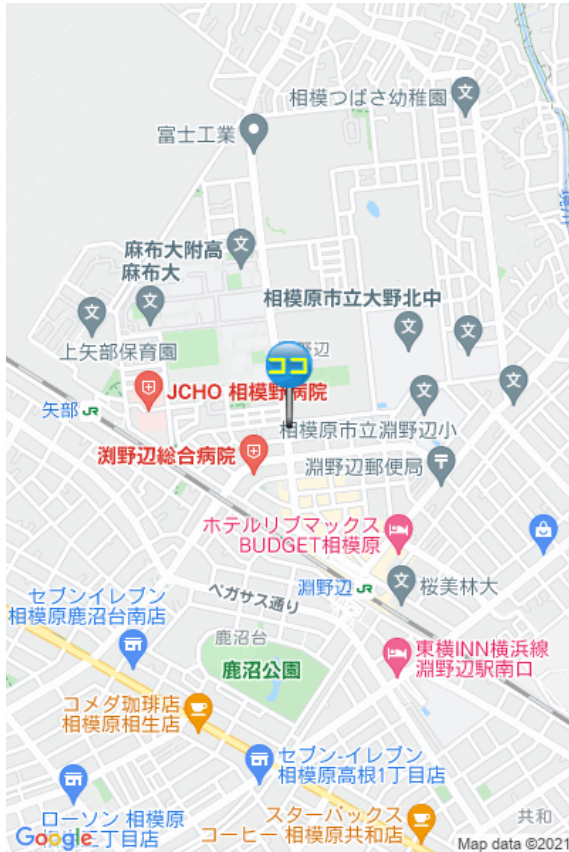 相模つばさ幼稚園
富士工業
麻布大附高
麻布大
相模原市立大野北中
野辺
上矢部保育園
ココ
JCHO 相模野病院
矢部 JR
相模原市立淵野辺小
渕野辺総合病院
淵野辺郵便局
ホテルリブマックス
BUDGET相模原
淵野辺 JR
桜美林大
セブンイレブン
相模原鹿沼台南店
ペガサス通り
鹿沼台
鹿沼公園
東横INN横浜線
淵野辺駅南口
コメダ珈琲店
相模原相生店
セブン-イレブン
相模原高根1丁目店
ローソン 相模原
三丁目店
スターバックス
コーヒー 相模原共和店
共和
Google
Map data ©2021